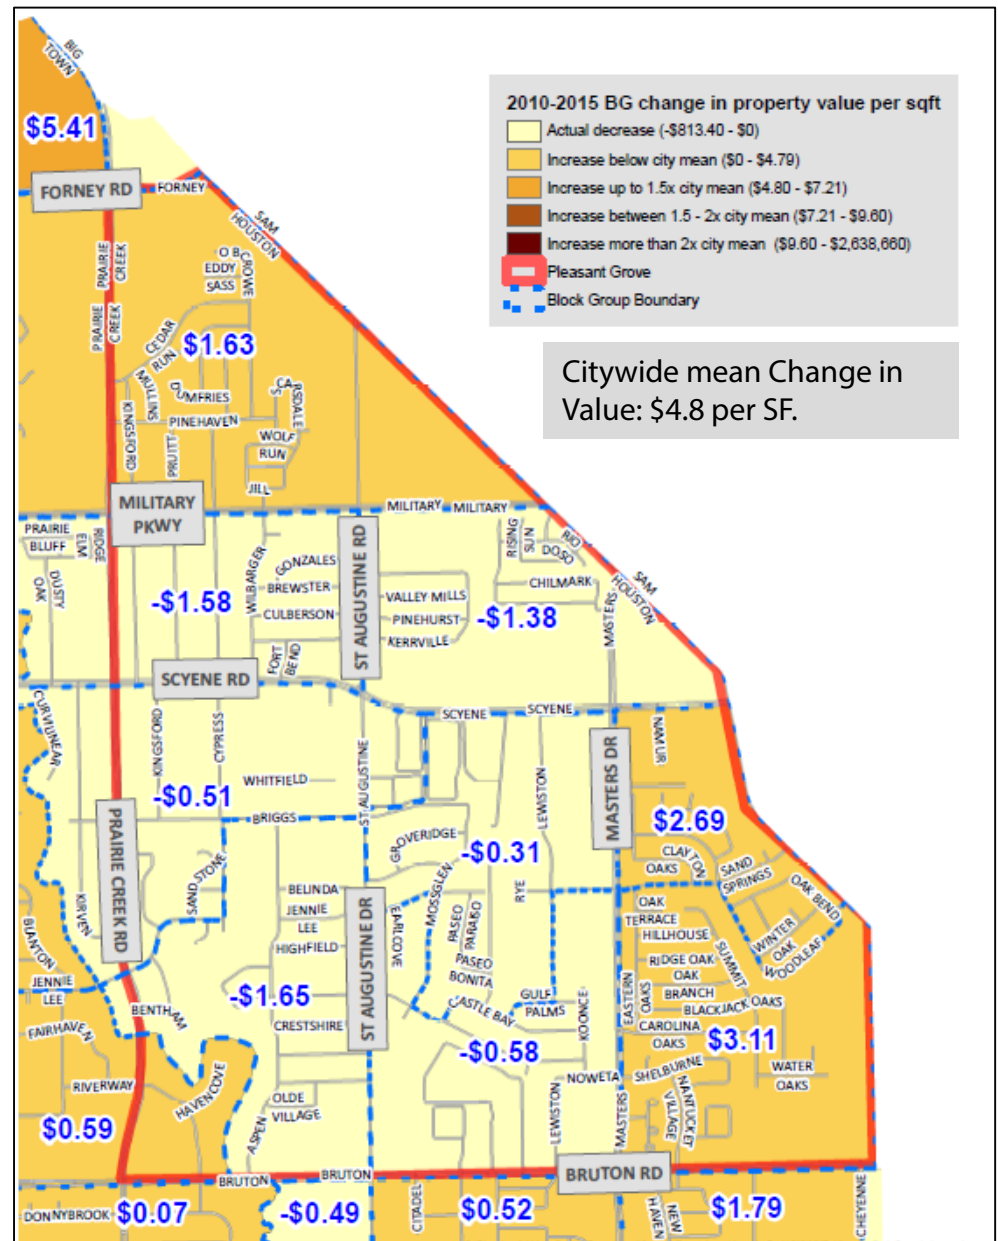 BIG
TOWN
2010-2015 BG change in property value per sqft
Actual decrease (-$813.40 - $0)
Increase below city mean ($0 - $4.79)
Increase up to 1.5x city mean ($4.80 - $7.21)
Increase between 1.5 - 2x city mean ($7.21 - $9.60)
Increase more than 2x city mean ($9.60 - $2,638,660)
Pleasant Grove
Block Group Boundary
Citywide mean Change in
Value: $4.8 per SF.
$5.41
FORNEY RD
FORNEY
SAM
HOUSTON
PRAIRIE
CREEK
O B
EDDY
SASS
CROWE
PRAIRIE
CREEK
CEDAR
RUN
$1.63
MULLINS
DUMFRIES
CARSDALE
KINGSFORD
PINEHAVEN
PRUITT
WOLF
RUN
JILL
MILITARY
PKWY
MILITARY
MILITARY
PRAIRIE
BLUFF
ELM
RIDGE
DUSTY
OAK
WILBARGER
GONZALES
BREWSTER
CULBERSON
ST AUGUSTINE RD
RISING
SUN
RIO
DOSO
CHILMARK
VALLEY MILLS
PINEHURST
KERRVILLE
SAM
HOUSTON
MASTERS
-$1.58
-$1.38
FORT
BEND
SCYENE RD
SCYENE
SCYENE
CURVILINEAR
KINGSFORD
CYPRESS
ST AUGUSTINE
LEWISTON
NAMUR
MASTERS DR
WHITFIELD
-$0.51
BRIGGS
$2.69
PRAIRIE CREEK RD
GROVERIDGE
-$0.31
CLAYTON
OAKS
SAND
SPRINGS
SANDSTONE
MOSSGLEN
RYE
OAK BEND
KIRVEN
BELINDA
JENNIE
LEE
HIGHFIELD
ST AUGUSTINE DR
EARLCOVE
PASEO
PARAISO
PASEO
BONITA
OAK
TERRACE
HILLHOUSE
RIDGE OAK
OAK
BRANCH
SUMMIT
WINTER
OAK
WOODLEAF
BLANTON
JENNIE
LEE
-$1.65
CASTLE BAY
GULF
PALMS
KOONCE
EASTERN
OAKS
BLACKJACK OAKS
CAROLINA
OAKS
$3.11
FAIRHAVEN
BENTHAM
CRESTSHIRE
-$0.58
NOWETA
SHELBURNE
WATER
OAKS
RIVERWAY
HAVENCOVE
OLDE
VILLAGE
ASPEN
LEWISTON
MASTERS
VILLAGE
NANTUCKET
$0.59
BRUTON
BRUTON
BRUTON RD
DONNYBROOK
$0.07
-$0.49
CITADEL
$0.52
HAVEN
NEW
$1.79
CHEYENNE